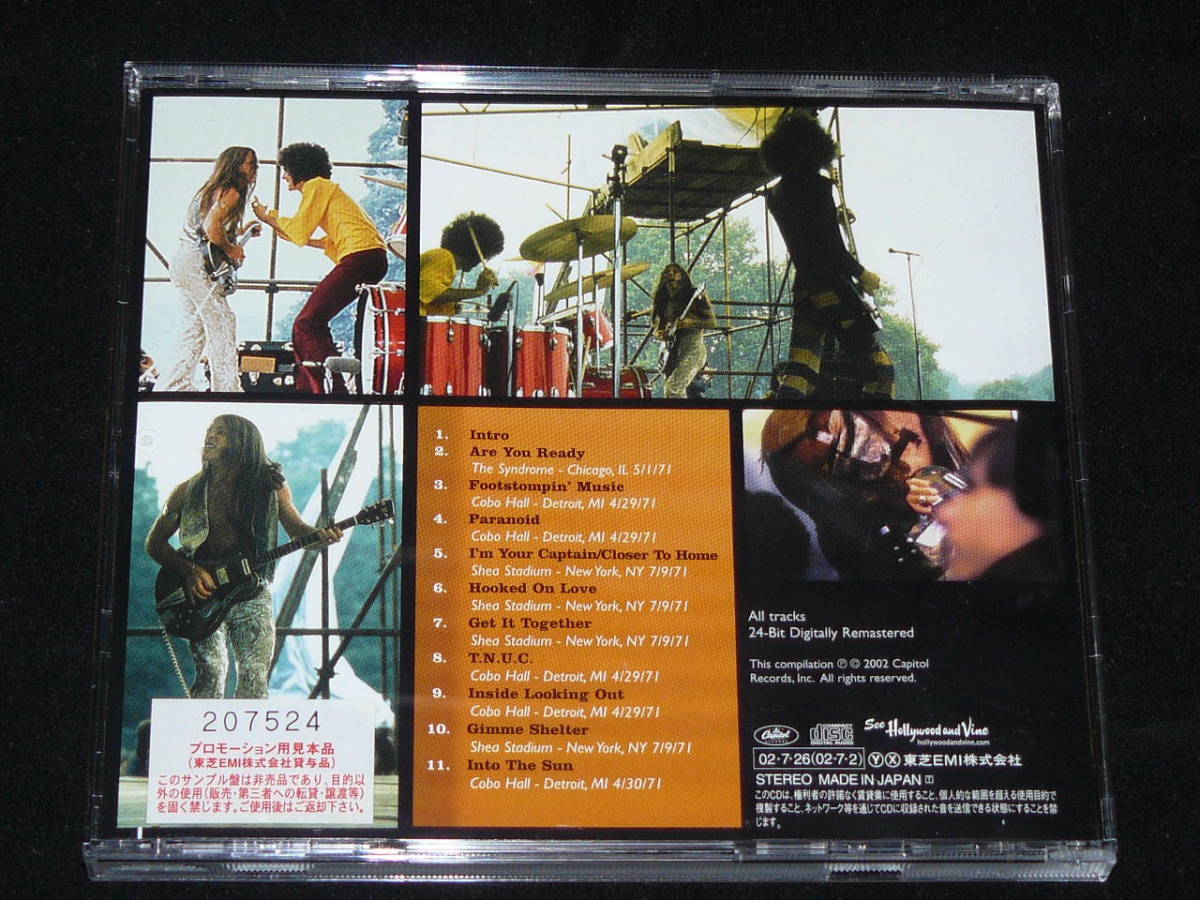 1. Intro
2. Are You Ready
The Syndrome - Chicago, IL 5/1/71
3. Footstompin' Music
Cobo Hall - Detroit, MI 4/29/71
4. Paranoid
Cobo Hall - Detroit, MI 4/29/71
5. I'm Your Captain/Closer To Home
Shea Stadium - New York, NY 7/9/71
6. Hooked On Love
Shea Stadium - New York, NY 7/9/71
7. Get It Together
Shea Stadium - New York, NY 7/9/71
8. T.N.U.C.
Cobo Hall - Detroit, MI 4/29/71
9. Inside Looking Out
Cobo Hall - Detroit, MI 4/29/71
10. Gimme Shelter
Shea Stadium - New York, NY 7/9/71
11. Into The Sun
Cobo Hall - Detroit, MI 4/30/71
207524
プロモーション用見本品
(東芝EMI株式会社貸与品)
このサンプル盤は非売品であり、目的以
外の使用(販売・第三者への転貸・譲渡等)
を固く禁じます。ご使用後はご返却下さい。
All tracks
24-Bit Digitally Remastered
This compilation ℗ © 2002 Capitol
Records, Inc. All rights reserved.
Capitol
COMPACT
disc
DIGITAL AUDIO
See Hollywood and Vine
hollywoodandvine.com
02・7・26(02・7・2) Ⓨ Ⓧ 東芝EMI株式会社
STEREO MADE IN JAPAN Ⓣ
このCDは、権利者の許諾なく賃貸業に使用すること、個人的な範囲を超える使用目的で
複製すること、ネットワーク等を通じてCDに収録された音を送信できる状態にすることを禁
じます。